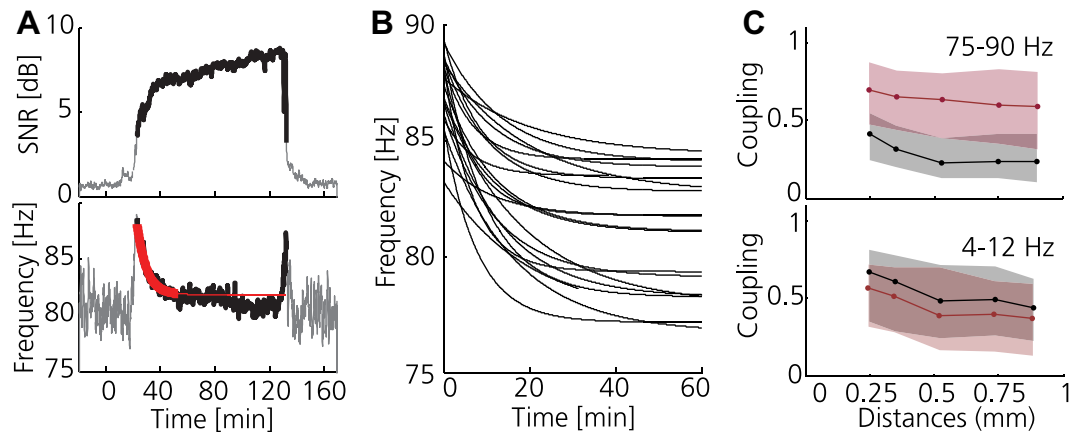 A
SNR [dB]
10
5
0
Frequency [Hz]
85
80
75
0 40 80 120 160
Time [min]
B
Frequency [Hz]
90
85
80
75
0 20 40 60
Time [min]
C
Coupling
1
0.5
0
75-90 Hz
Coupling
1
0.5
0
4-12 Hz
0 0.25 0.5 0.75 1
Distances (mm)